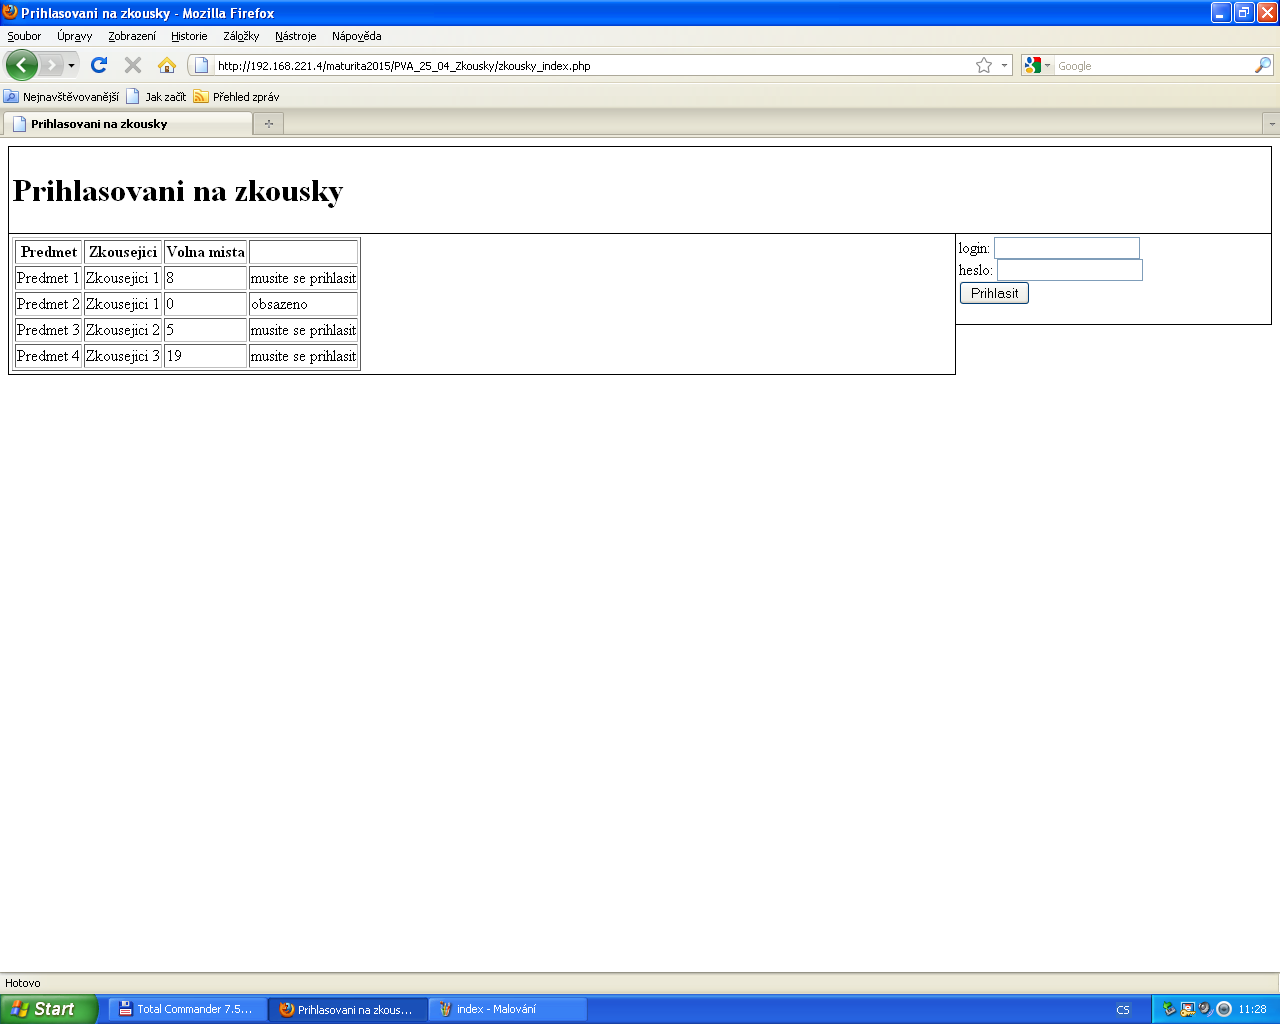 Prihlasovani na zkousky - Mozilla Firefox
Soubor Úpravy Zobrazení Historie Záložky Nástroje Nápověda
http://192.168.221.4/maturita2015/PVA_25_04_Zkousky/zkousky_index.php Google
Nejnavštěvovanější Jak začít Přehled zpráv
Prihlasovani na zkousky
Prihlasovani na zkousky
Predmet Zkousejici Volna mista
Predmet 1 Zkousejici 1 8 musite se prihlasit
Predmet 2 Zkousejici 1 0 obsazeno
Predmet 3 Zkousejici 2 5 musite se prihlasit
Predmet 4 Zkousejici 3 19 musite se prihlasit
login:
heslo:
Prihlasit
Hotovo
Start Total Commander 7.5... Prihlasovani na zkous... index - Malování CS 11:28